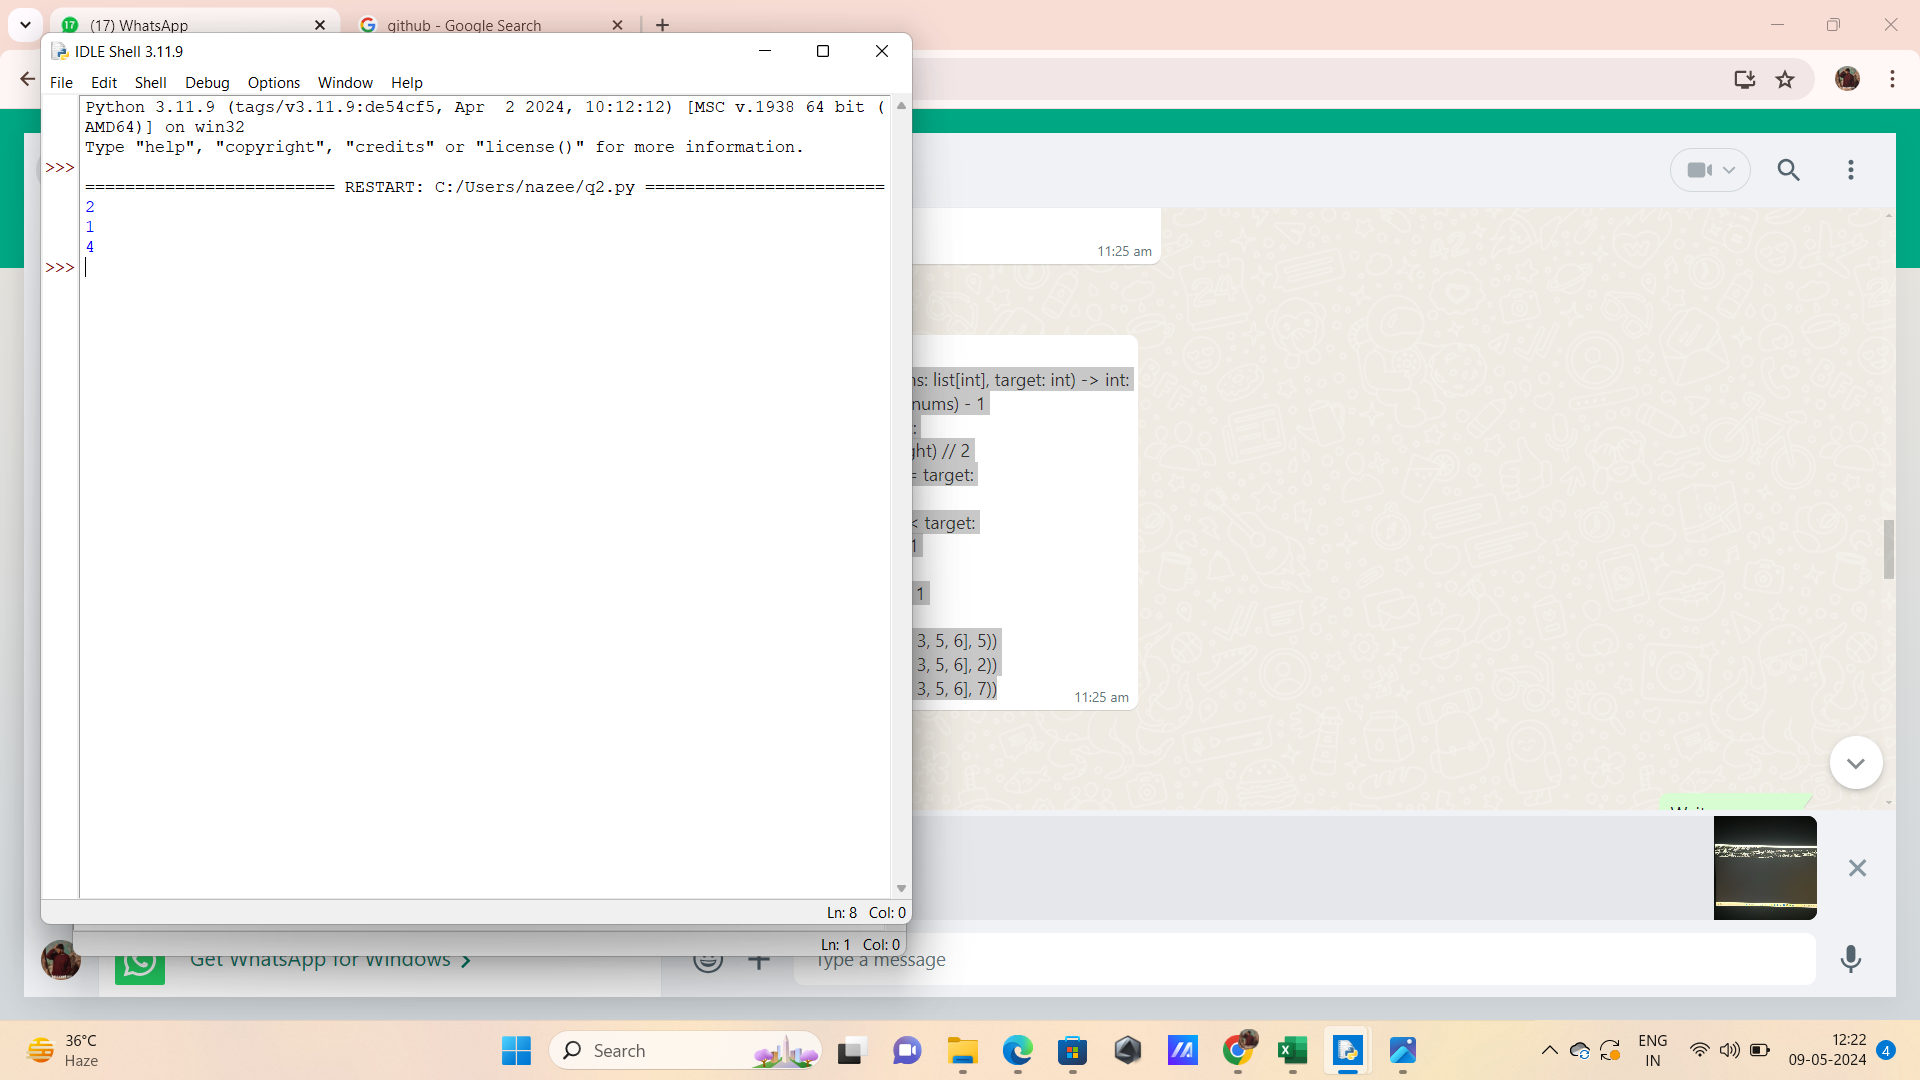 17 (17) WhatsApp
github - Google Search
IDLE Shell 3.11.9
File Edit Shell Debug Options Window Help
Python 3.11.9 (tags/v3.11.9:de54cf5, Apr  2 2024, 10:12:12) [MSC v.1938 64 bit (
AMD64)] on win32
Type "help", "copyright", "credits" or "license()" for more information.
>>>
========================= RESTART: C:/Users/nazee/q2.py ========================
2
1
4
>>>
11:25 am
ns: list[int], target: int) -> int:
nums) - 1
:
ght) // 2
= target:
< target:
1
1
3, 5, 6], 5))
3, 5, 6], 2))
3, 5, 6], 7))
11:25 am
Ln: 8 Col: 0
Ln: 1 Col: 0
Get WhatsApp for Windows
Type a message
36°C
Haze
Search
ENG
IN
12:22
09-05-2024
4